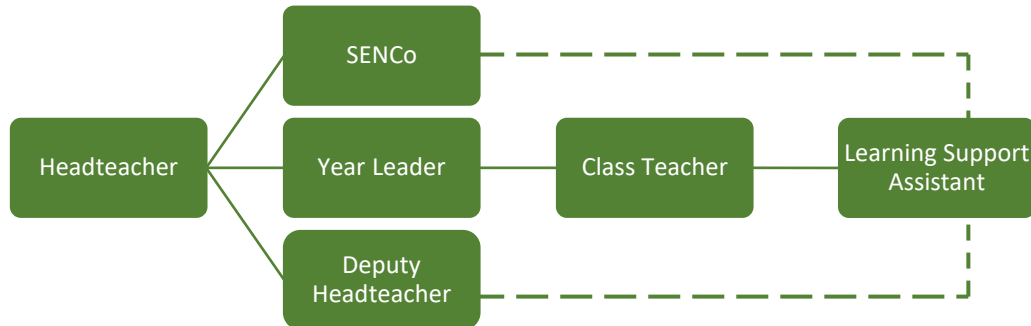 SENCo
Headteacher
Year Leader
Class Teacher
Learning Support
Assistant
Deputy
Headteacher